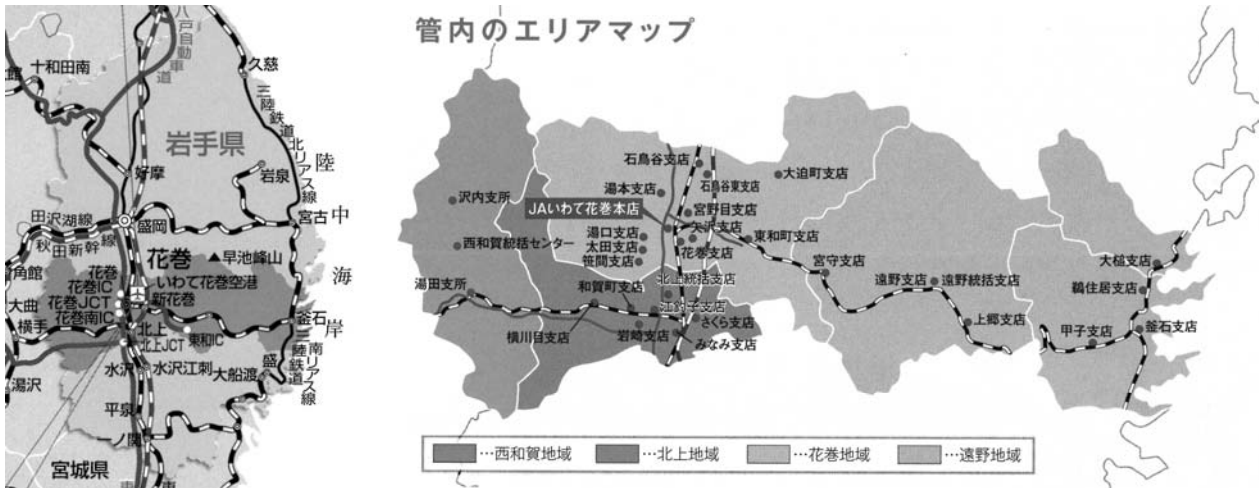 八戸自動車道
十和田南
久慈
三陸鉄道北リアス線
岩手県
好摩
岩泉
陸中海岸
田沢湖線
盛岡
宮古
秋田新幹線
花巻
早池峰山
角館
花巻
花巻IC
いわて花巻空港
大曲
花巻JCT
新花巻
花巻南IC
釜石
横手
北上
東和IC
北上JCT
三陸鉄道南リアス線
水沢
水沢江刺
盛
大船渡
湯沢
平泉
一ノ関
宮城県
管内のエリアマップ
石鳥谷支店
石鳥谷東支店
大迫町支店
湯本支店
沢内支所
JAいわて花巻本店
宮野目支店
矢沢支店
湯口支店
東和町支店
西和賀統括センター
太田支店
花巻支店
笹間支店
宮守支店
大槌支店
北上統括支店
遠野支店
遠野統括支店
湯田支所
和賀町支店
鵜住居支店
江釣子支店
さくら支店
上郷支店
甲子支店
釜石支店
横川目支店
岩崎支店
みなみ支店
…西和賀地域
…北上地域
…花巻地域
…遠野地域